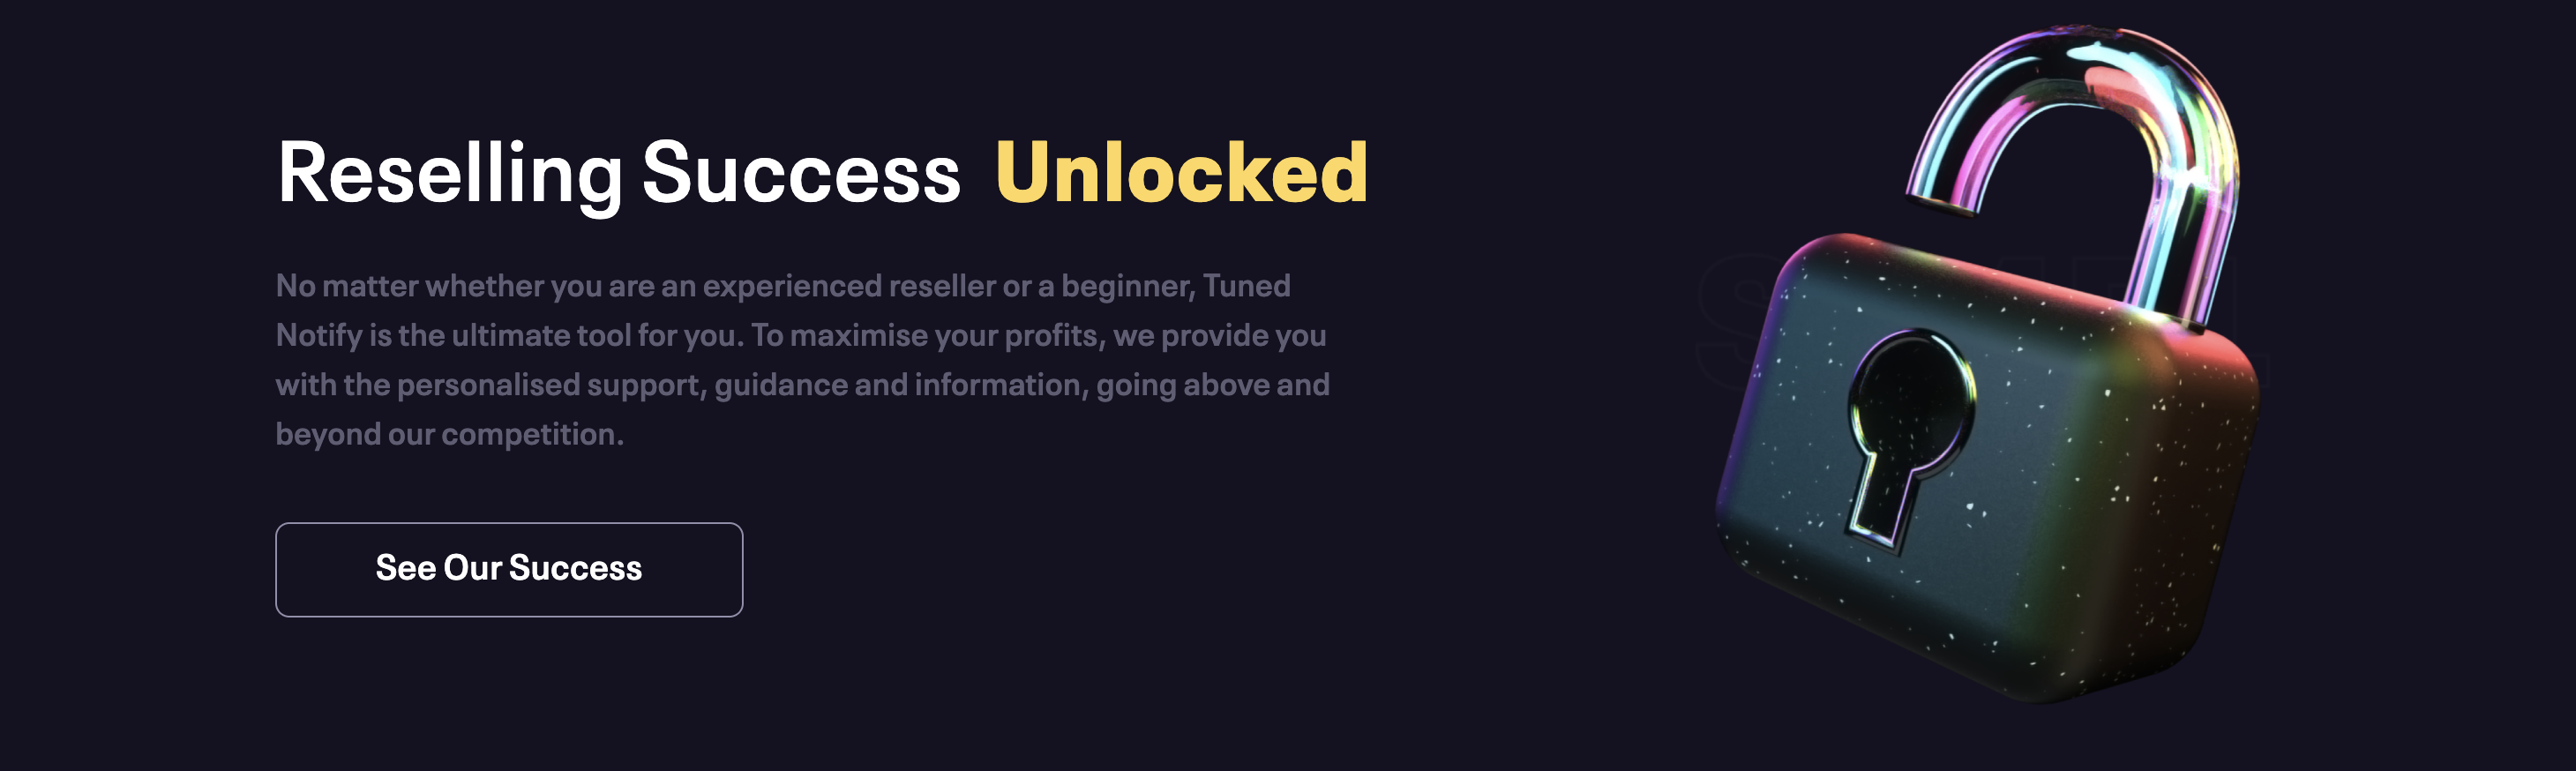 Reselling Success Unlocked
No matter whether you are an experienced reseller or a beginner, Tuned
Notify is the ultimate tool for you. To maximise your profits, we provide you
with the personalised support, guidance and information, going above and
beyond our competition.
See Our Success